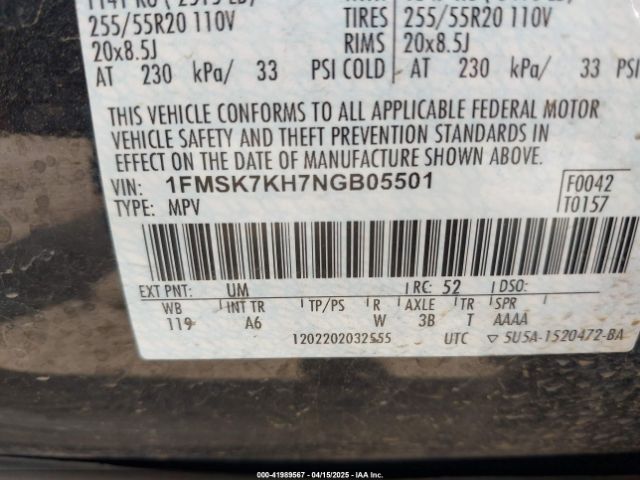 255/55R20 110V TIRES 255/55R20 110V
20x8.5J RIMS 20x8.5J
AT 230 kPa/ 33 PSI COLD AT 230 kPa/ 33 PSI
THIS VEHICLE CONFORMS TO ALL APPLICABLE FEDERAL MOTOR
VEHICLE SAFETY AND THEFT PREVENTION STANDARDS IN
EFFECT ON THE DATE OF MANUFACTURE SHOWN ABOVE.
VIN: 1FMSK7KH7NGB05501 F0042
TYPE: MPV T0157
EXT PNT: UM RC: 52 DSO:
WB INT TR TP/PS R AXLE TR SPR
119 A6 W 3B T AAAA
1202202032555 UTC ▽ 5U5A-1520472-BA
000-41989567 - 04/15/2025 - IAA Inc.